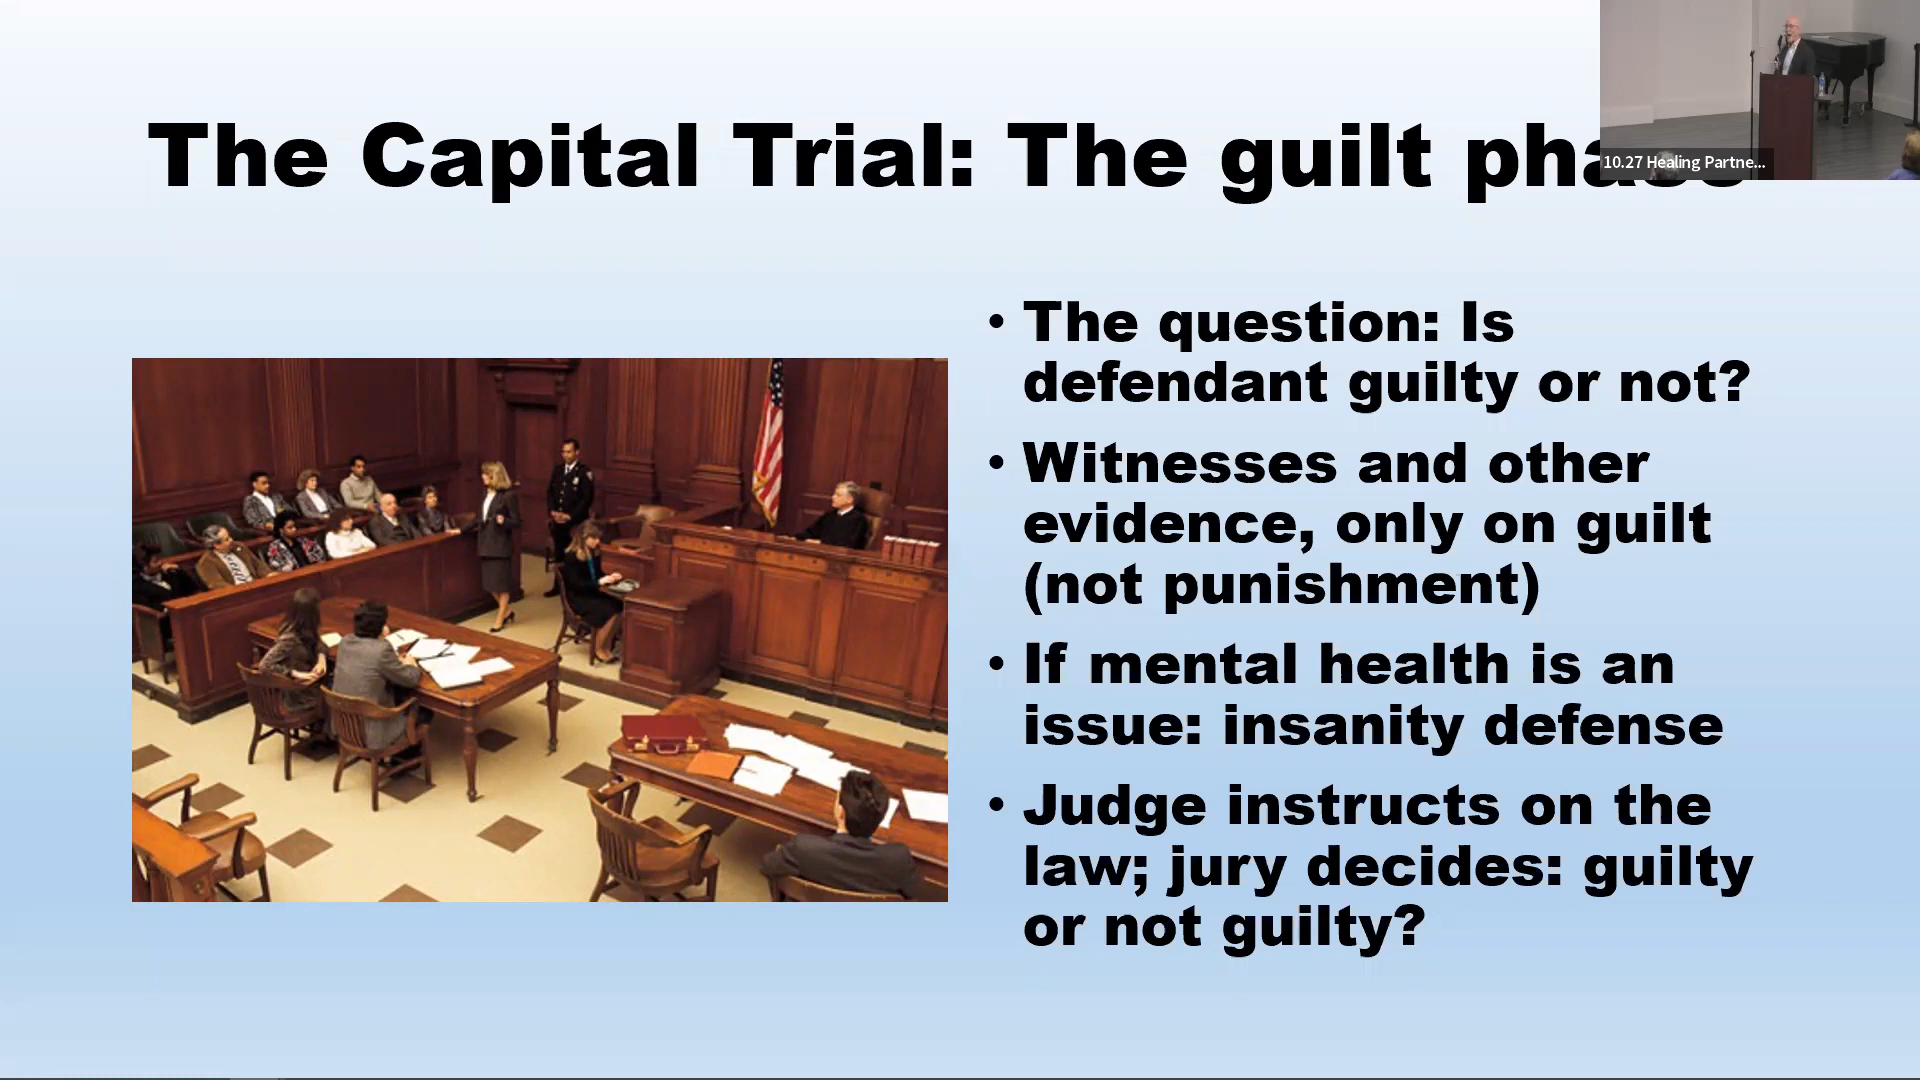 The Capital Trial: The guilt phase
10.27 Healing Partne...
• The question: Is
defendant guilty or not?
• Witnesses and other
evidence, only on guilt
(not punishment)
• If mental health is an
issue: insanity defense
• Judge instructs on the
law; jury decides: guilty
or not guilty?